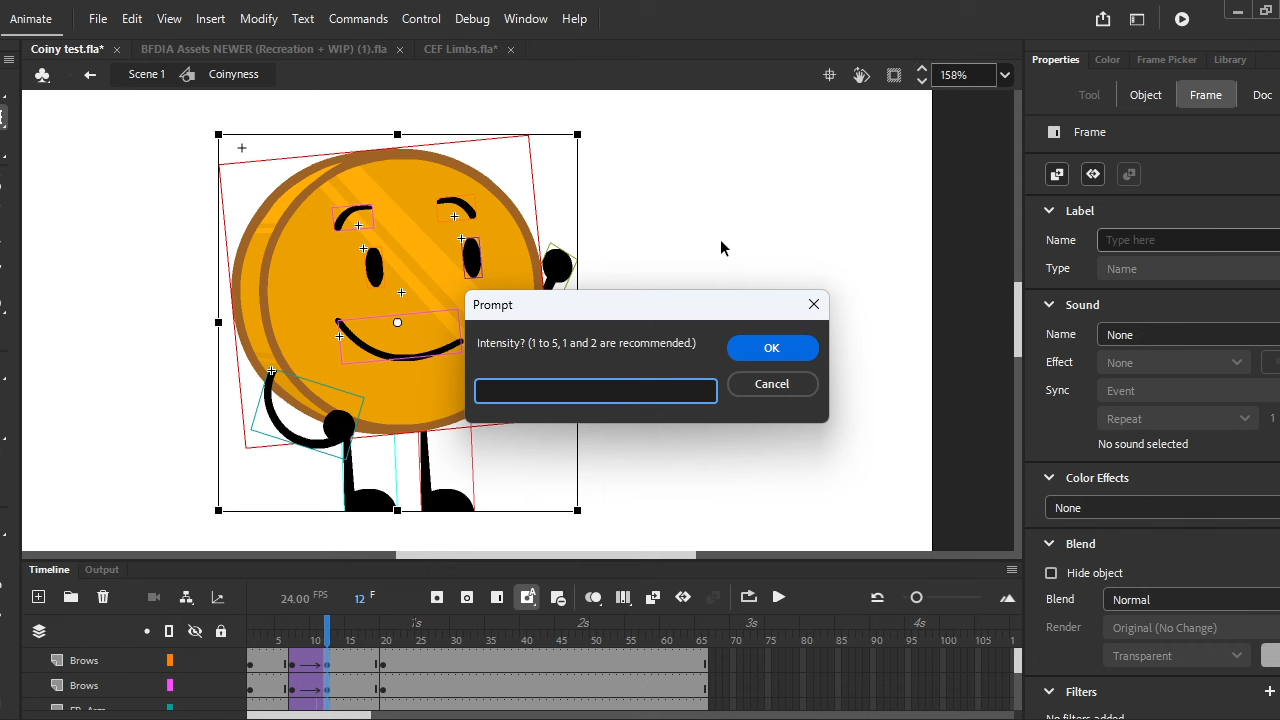 Animate File Edit View Insert Modify Text Commands Control Debug Window Help
Coiny test.fla* × BFDIA Assets NEWER (Recreation + WIP) (1).fla × CEF Limbs.fla* ×
Properties Color Frame Picker Library
Scene 1 Coinyness 158%
Tool Object Frame Doc
Frame
Label
Name Type here
Type Name
Sound
Name None
Effect None
Sync Event
Repeat 1
No sound selected
Color Effects
None
Blend
Hide object
Blend Normal
Render Original (No Change)
Transparent
Filters
No filters added
Prompt
Intensity? (1 to 5, 1 and 2 are recommended.)
OK
Cancel
Timeline Output
24.00 FPS 12 F
1s 2s 3s 4s
5 10 15 20 25 30 35 40 45 50 55 60 65 70 75 80 85 90 95 100 105 1
Brows
Brows